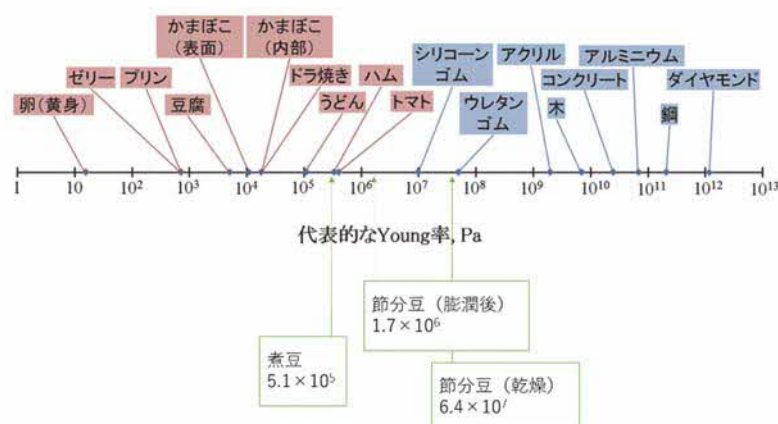 かまぼこ
(表面)
かまぼこ
(内部)
ゼリー
プリン
卵(黄身)
豆腐
ドラ焼き
うどん
ハム
トマト
シリコーン
ゴム
ウレタン
ゴム
アクリル
木
コンクリート
アルミニウム
鋼
ダイヤモンド
1 10 10² 10³ 10⁴ 10⁵ 10⁶ 10⁷ 10⁸ 10⁹ 10¹⁰ 10¹¹ 10¹² 10¹³
代表的なYoung率, Pa
節分豆（膨潤後）
1.7×10⁶
煮豆
5.1×10⁵
節分豆（乾燥）
6.4×10⁷